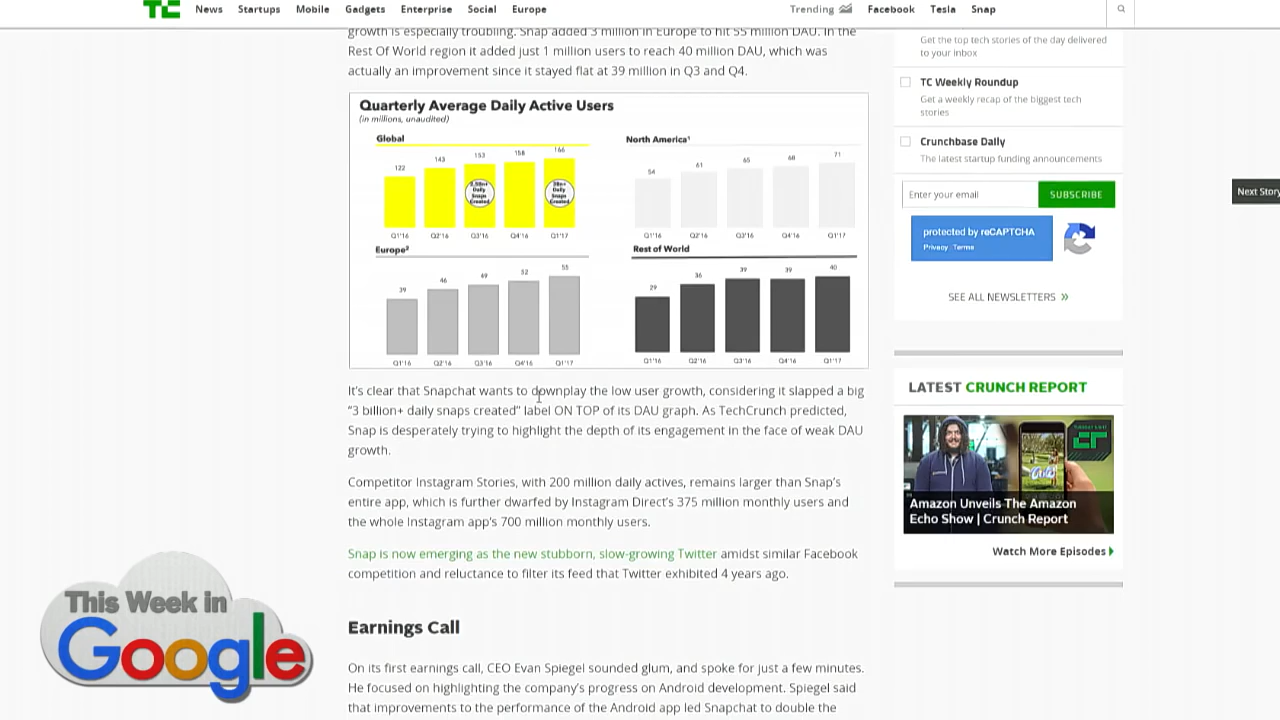 TC News Startups Mobile Gadgets Enterprise Social Europe Trending Facebook Tesla Snap
growth is especially troubling. Snap added 3 million in Europe to hit 55 million DAU. In the
Rest Of World region it added just 1 million users to reach 40 million DAU, which was
actually an improvement since it stayed flat at 39 million in Q3 and Q4.
Quarterly Average Daily Active Users
(in millions, unaudited)
Global
122 143 153 158 166
Daily Snaps Created
Daily Snaps Created
Q1'16 Q2'16 Q3'16 Q4'16 Q1'17
North America¹
54 61 65 68 71
Q1'16 Q2'16 Q3'16 Q4'16 Q1'17
Europe²
39 46 49 52 55
Q1'16 Q2'16 Q3'16 Q4'16 Q1'17
Rest of World
29 36 39 39 40
Q1'16 Q2'16 Q3'16 Q4'16 Q1'17
It's clear that Snapchat wants to downplay the low user growth, considering it slapped a big
"3 billion+ daily snaps created" label ON TOP of its DAU graph. As TechCrunch predicted,
Snap is desperately trying to highlight the depth of its engagement in the face of weak DAU
growth.
Competitor Instagram Stories, with 200 million daily actives, remains larger than Snap's
entire app, which is further dwarfed by Instagram Direct's 375 million monthly users and
the whole Instagram app's 700 million monthly users.
Snap is now emerging as the new stubborn, slow-growing Twitter amidst similar Facebook
competition and reluctance to filter its feed that Twitter exhibited 4 years ago.
Earnings Call
On its first earnings call, CEO Evan Spiegel sounded glum, and spoke for just a few minutes.
He focused on highlighting the company's progress on Android development. Spiegel said
that improvements to the performance of the Android app led Snapchat to double the
Get the top tech stories of the day delivered
to your inbox
TC Weekly Roundup
Get a weekly recap of the biggest tech
stories
Crunchbase Daily
The latest startup funding announcements
Enter your email SUBSCRIBE
protected by reCAPTCHA
Privacy Terms
SEE ALL NEWSLETTERS »
LATEST CRUNCH REPORT
CR
Amazon Unveils The Amazon
Echo Show | Crunch Report
Watch More Episodes
Next Story
This Week in
Google